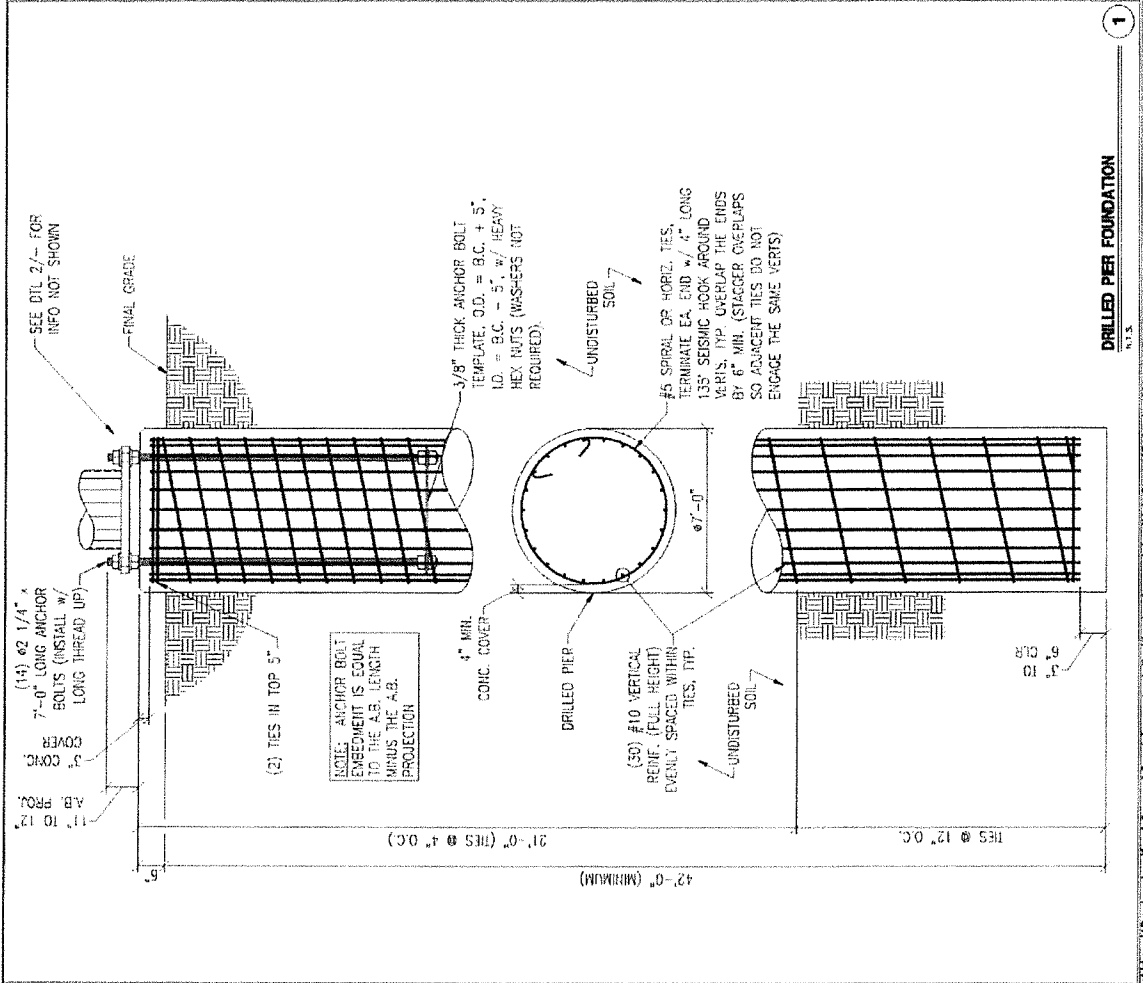 (14) ø2 1/4" x
7'-0" LONG ANCHOR
BOLTS (INSTALL w/
LONG THREAD UP)
SEE DTL 2/- FOR
INFO NOT SHOWN
FINAL GRADE
11" TO 12"
A.B. PROJ.
3" CONC.
COVER
6"
(2) TIES IN TOP 5"
NOTE: ANCHOR BOLT
EMBEDMENT IS EQUAL
TO THE A.B. LENGTH
MINUS THE A.B.
PROJECTION
3/8" THICK ANCHOR BOLT
TEMPLATE, O.D. = B.C. + 5",
I.D. = B.C. - 5", w/ HEAVY
HEX NUTS (WASHERS NOT
REQUIRED).
UNDISTURBED
SOIL
4" MIN.
CONC. COVER
DRILLED PIER
ø7'-0"
#5 SPIRAL OR HORIZ. TIES,
TERMINATE EA. END w/ 4" LONG
135° SEISMIC HOOK AROUND
VERTS, TYP. OVERLAP THE ENDS
BY 6" MIN. (STAGGER OVERLAPS
SO ADJACENT TIES DO NOT
ENGAGE THE SAME VERTS)
(30) #10 VERTICAL
REINF. (FULL HEIGHT)
EVENLY SPACED WITHIN
TIES, TYP.
UNDISTURBED
SOIL
21'-0" (TIES @ 4" O.C.)
42'-0" (MINIMUM)
TIES @ 12" O.C.
3" TO
6" CLR
DRILLED PIER FOUNDATION
N.T.S.
1